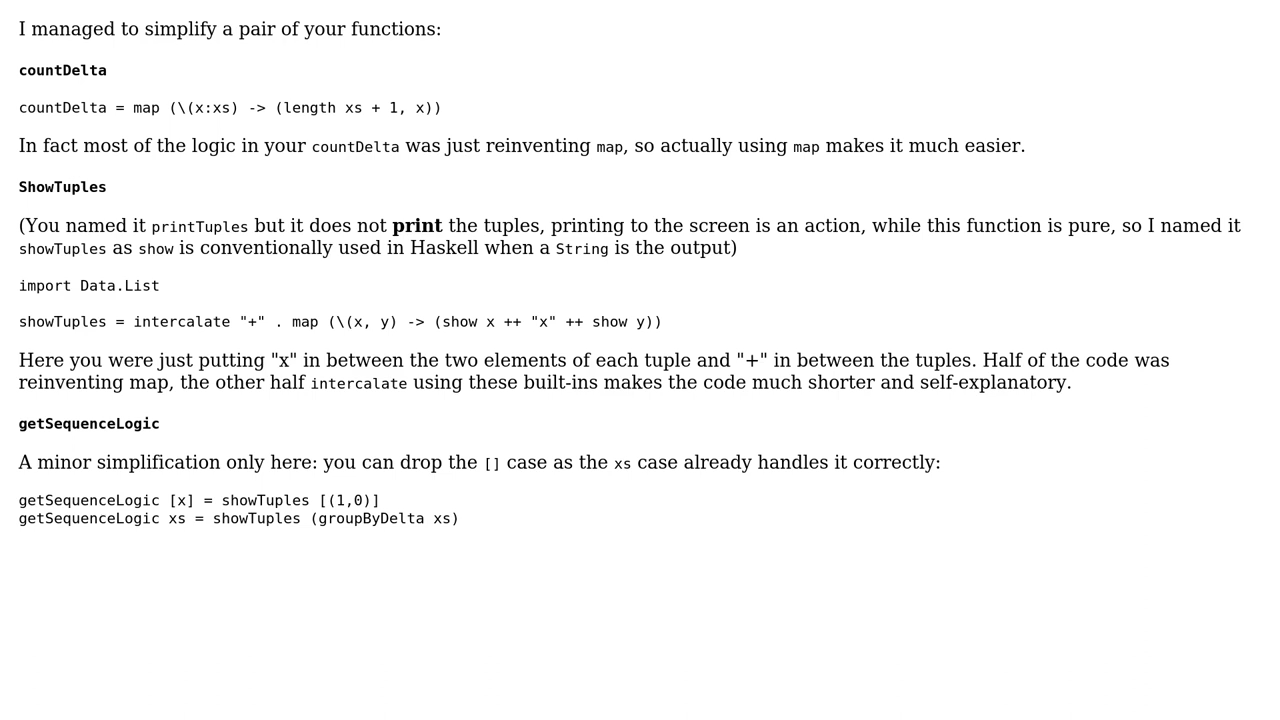 I managed to simplify a pair of your functions:
countDelta
countDelta = map (\(x:xs) -> (length xs + 1, x))
In fact most of the logic in your countDelta was just reinventing map, so actually using map makes it much easier.
ShowTuples
(You named it printTuples but it does not print the tuples, printing to the screen is an action, while this function is pure, so I named it
showTuples as show is conventionally used in Haskell when a String is the output)
import Data.List
showTuples = intercalate "+" . map (\(x, y) -> (show x ++ "x" ++ show y))
Here you were just putting "x" in between the two elements of each tuple and "+" in between the tuples. Half of the code was
reinventing map, the other half intercalate using these built-ins makes the code much shorter and self-explanatory.
getSequenceLogic
A minor simplification only here: you can drop the [] case as the xs case already handles it correctly:
getSequenceLogic [x] = showTuples [(1,0)]
getSequenceLogic xs = showTuples (groupByDelta xs)